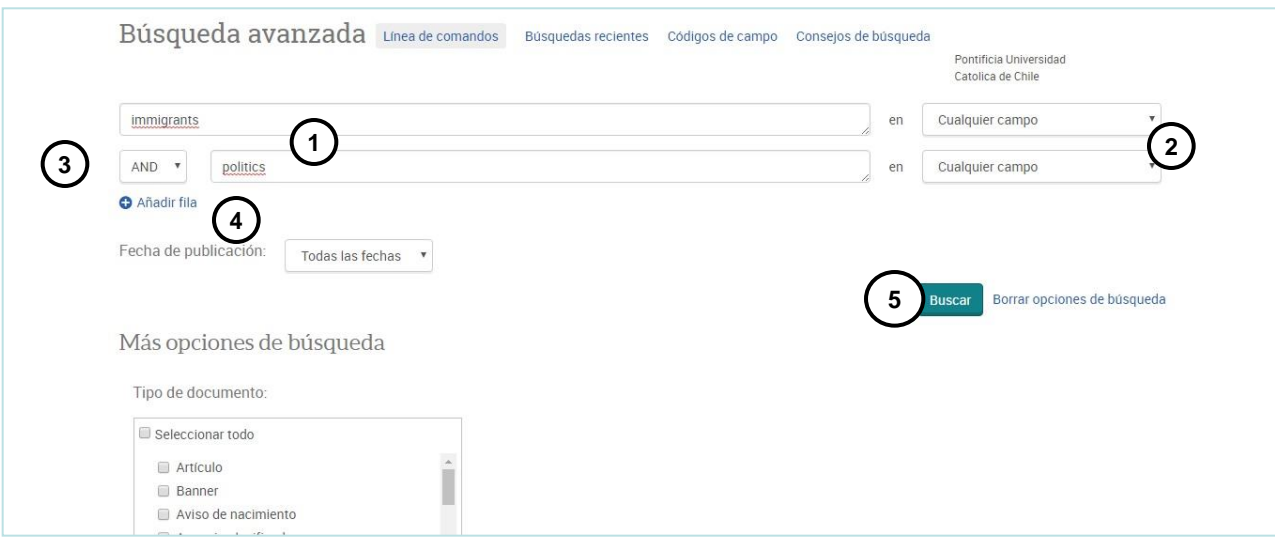 Búsqueda avanzada Línea de comandos Búsquedas recientes Códigos de campo Consejos de búsqueda
Pontificia Universidad
Catolica de Chile
immigrants en Cualquier campo
1
2
3
AND politics en Cualquier campo
Añadir fila
4
Fecha de publicación: Todas las fechas
5 Buscar Borrar opciones de búsqueda
Más opciones de búsqueda
Tipo de documento:
Seleccionar todo
Artículo
Banner
Aviso de nacimiento